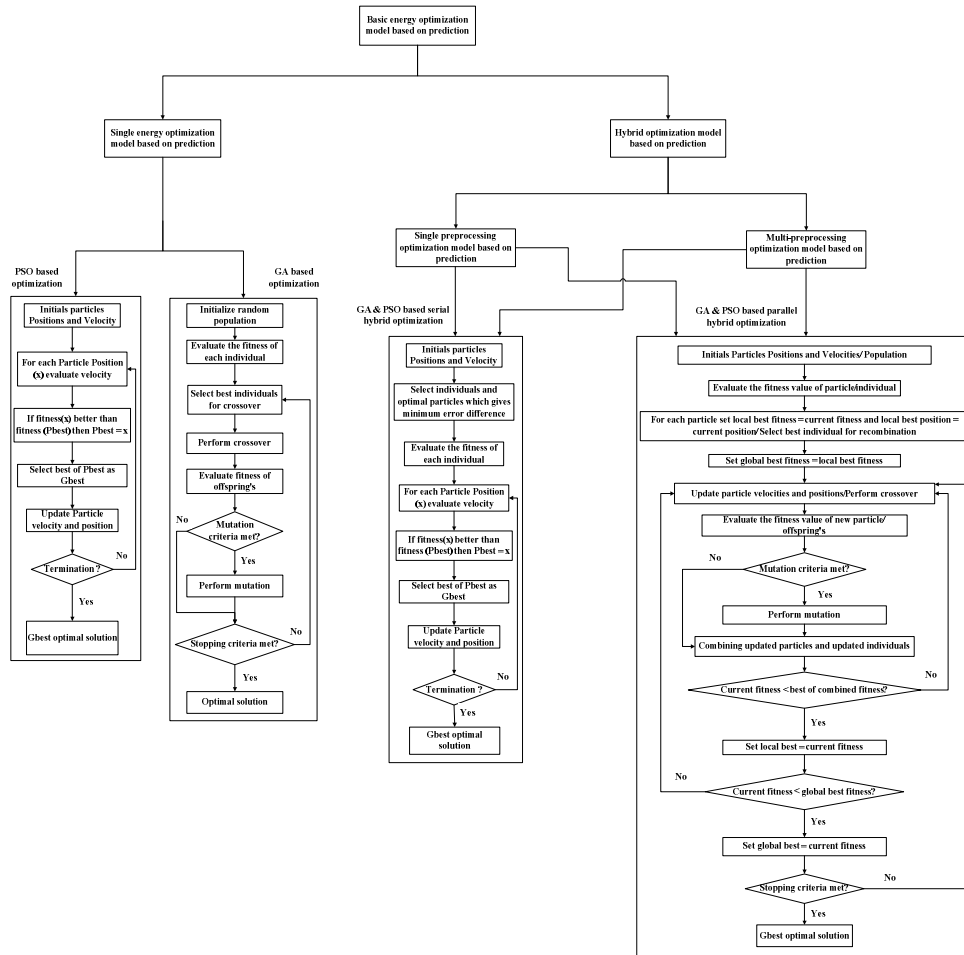 Basic energy optimization
model based on prediction
Single energy optimization
model based on prediction
Hybrid optimization model
based on prediction
Single preprocessing
optimization model based on
prediction
Multi-preprocessing
optimization model based on
prediction
PSO based
optimization
Initials particles
Positions and Velocity
For each Particle Position
(x) evaluate velocity
If fitness(x) better than
fitness (Pbest) then Pbest = x
Select best of Pbest as
Gbest
Update Particle
velocity and position
No
Termination ?
Yes
Gbest optimal solution
GA based
optimization
Initialize random
population
Evaluate the fitness of
each individual
Select best individuals
for crossover
Perform crossover
Evaluate fitness of
offspring's
No
Mutation
criteria met?
Yes
Perform mutation
No
Stopping criteria met?
Yes
Optimal solution
GA & PSO based serial
hybrid optimization
Initials particles
Positions and Velocity
Select individuals and
optimal particles which gives
minimum error difference
Evaluate the fitness of
each individual
For each Particle Position
(x) evaluate velocity
If fitness(x) better than
fitness (Pbest) then Pbest = x
Select best of Pbest as
Gbest
Update Particle
velocity and position
No
Termination ?
Yes
Gbest optimal
solution
GA & PSO based parallel
hybrid optimization
Initials Particles Positions and Velocities/ Population
Evaluate the fitness value of particle/individual
For each particle set local best fitness = current fitness and local best position =
current position/ Select best individual for recombination
Set global best fitness = local best fitness
Update particle velocities and positions/Perform crossover
Evaluate the fitness value of new particle/
offspring's
Mutation criteria met?
No
Yes
Perform mutation
Combining updated particles and updated individuals
No
Current fitness < best of combined fitness?
Yes
Set local best = current fitness
No
Current fitness < global best fitness?
Yes
Set global best = current fitness
No
Stopping criteria met?
Yes
Gbest optimal solution